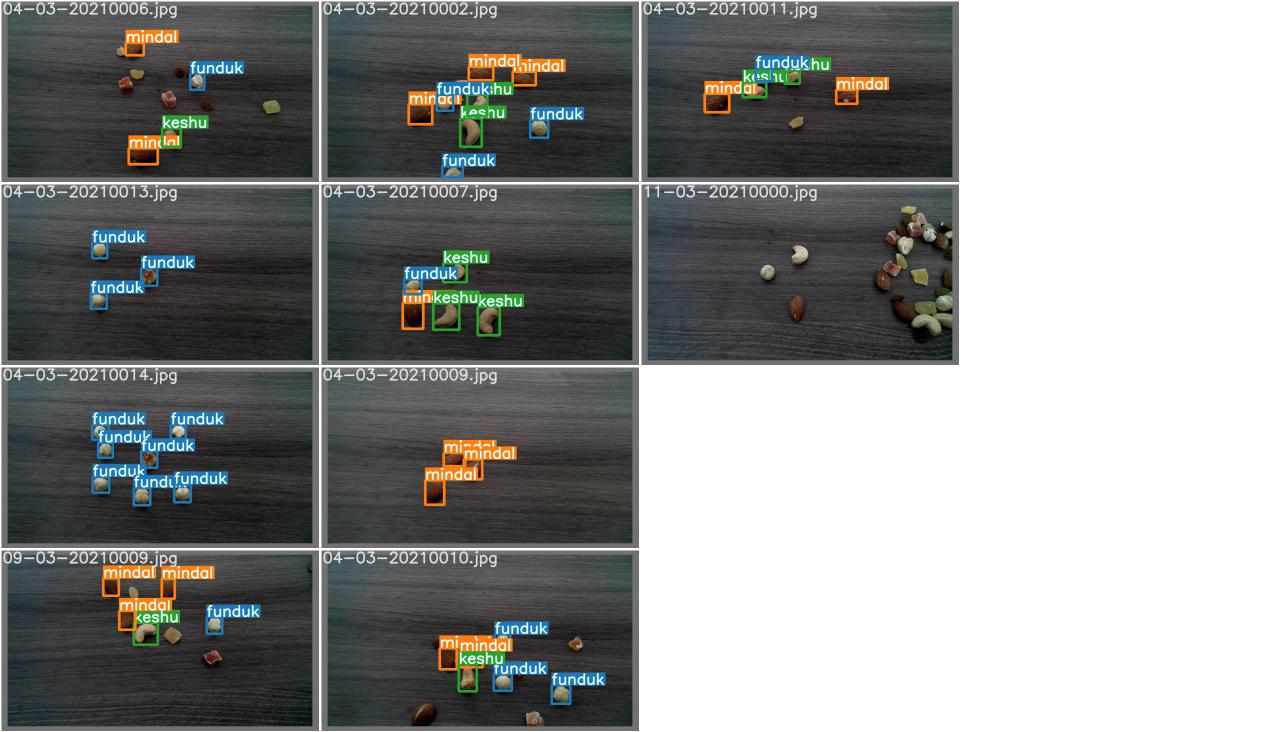 04-03-20210006.jpg
mindal
funduk
keshu
mindal
04-03-20210002.jpg
mindal
mindal
funduk
mindal
keshu
funduk
funduk
04-03-20210011.jpg
funduk
keshu
mindal
mindal
04-03-20210013.jpg
funduk
funduk
funduk
04-03-20210007.jpg
keshu
funduk
keshu
keshu
11-03-20210000.jpg
04-03-20210014.jpg
funduk
funduk
funduk
funduk
funduk
funduk
funduk
04-03-20210009.jpg
mindal
mindal
mindal
09-03-20210009.jpg
mindal
mindal
mindal
keshu
funduk
04-03-20210010.jpg
funduk
mindal
keshu
funduk
funduk